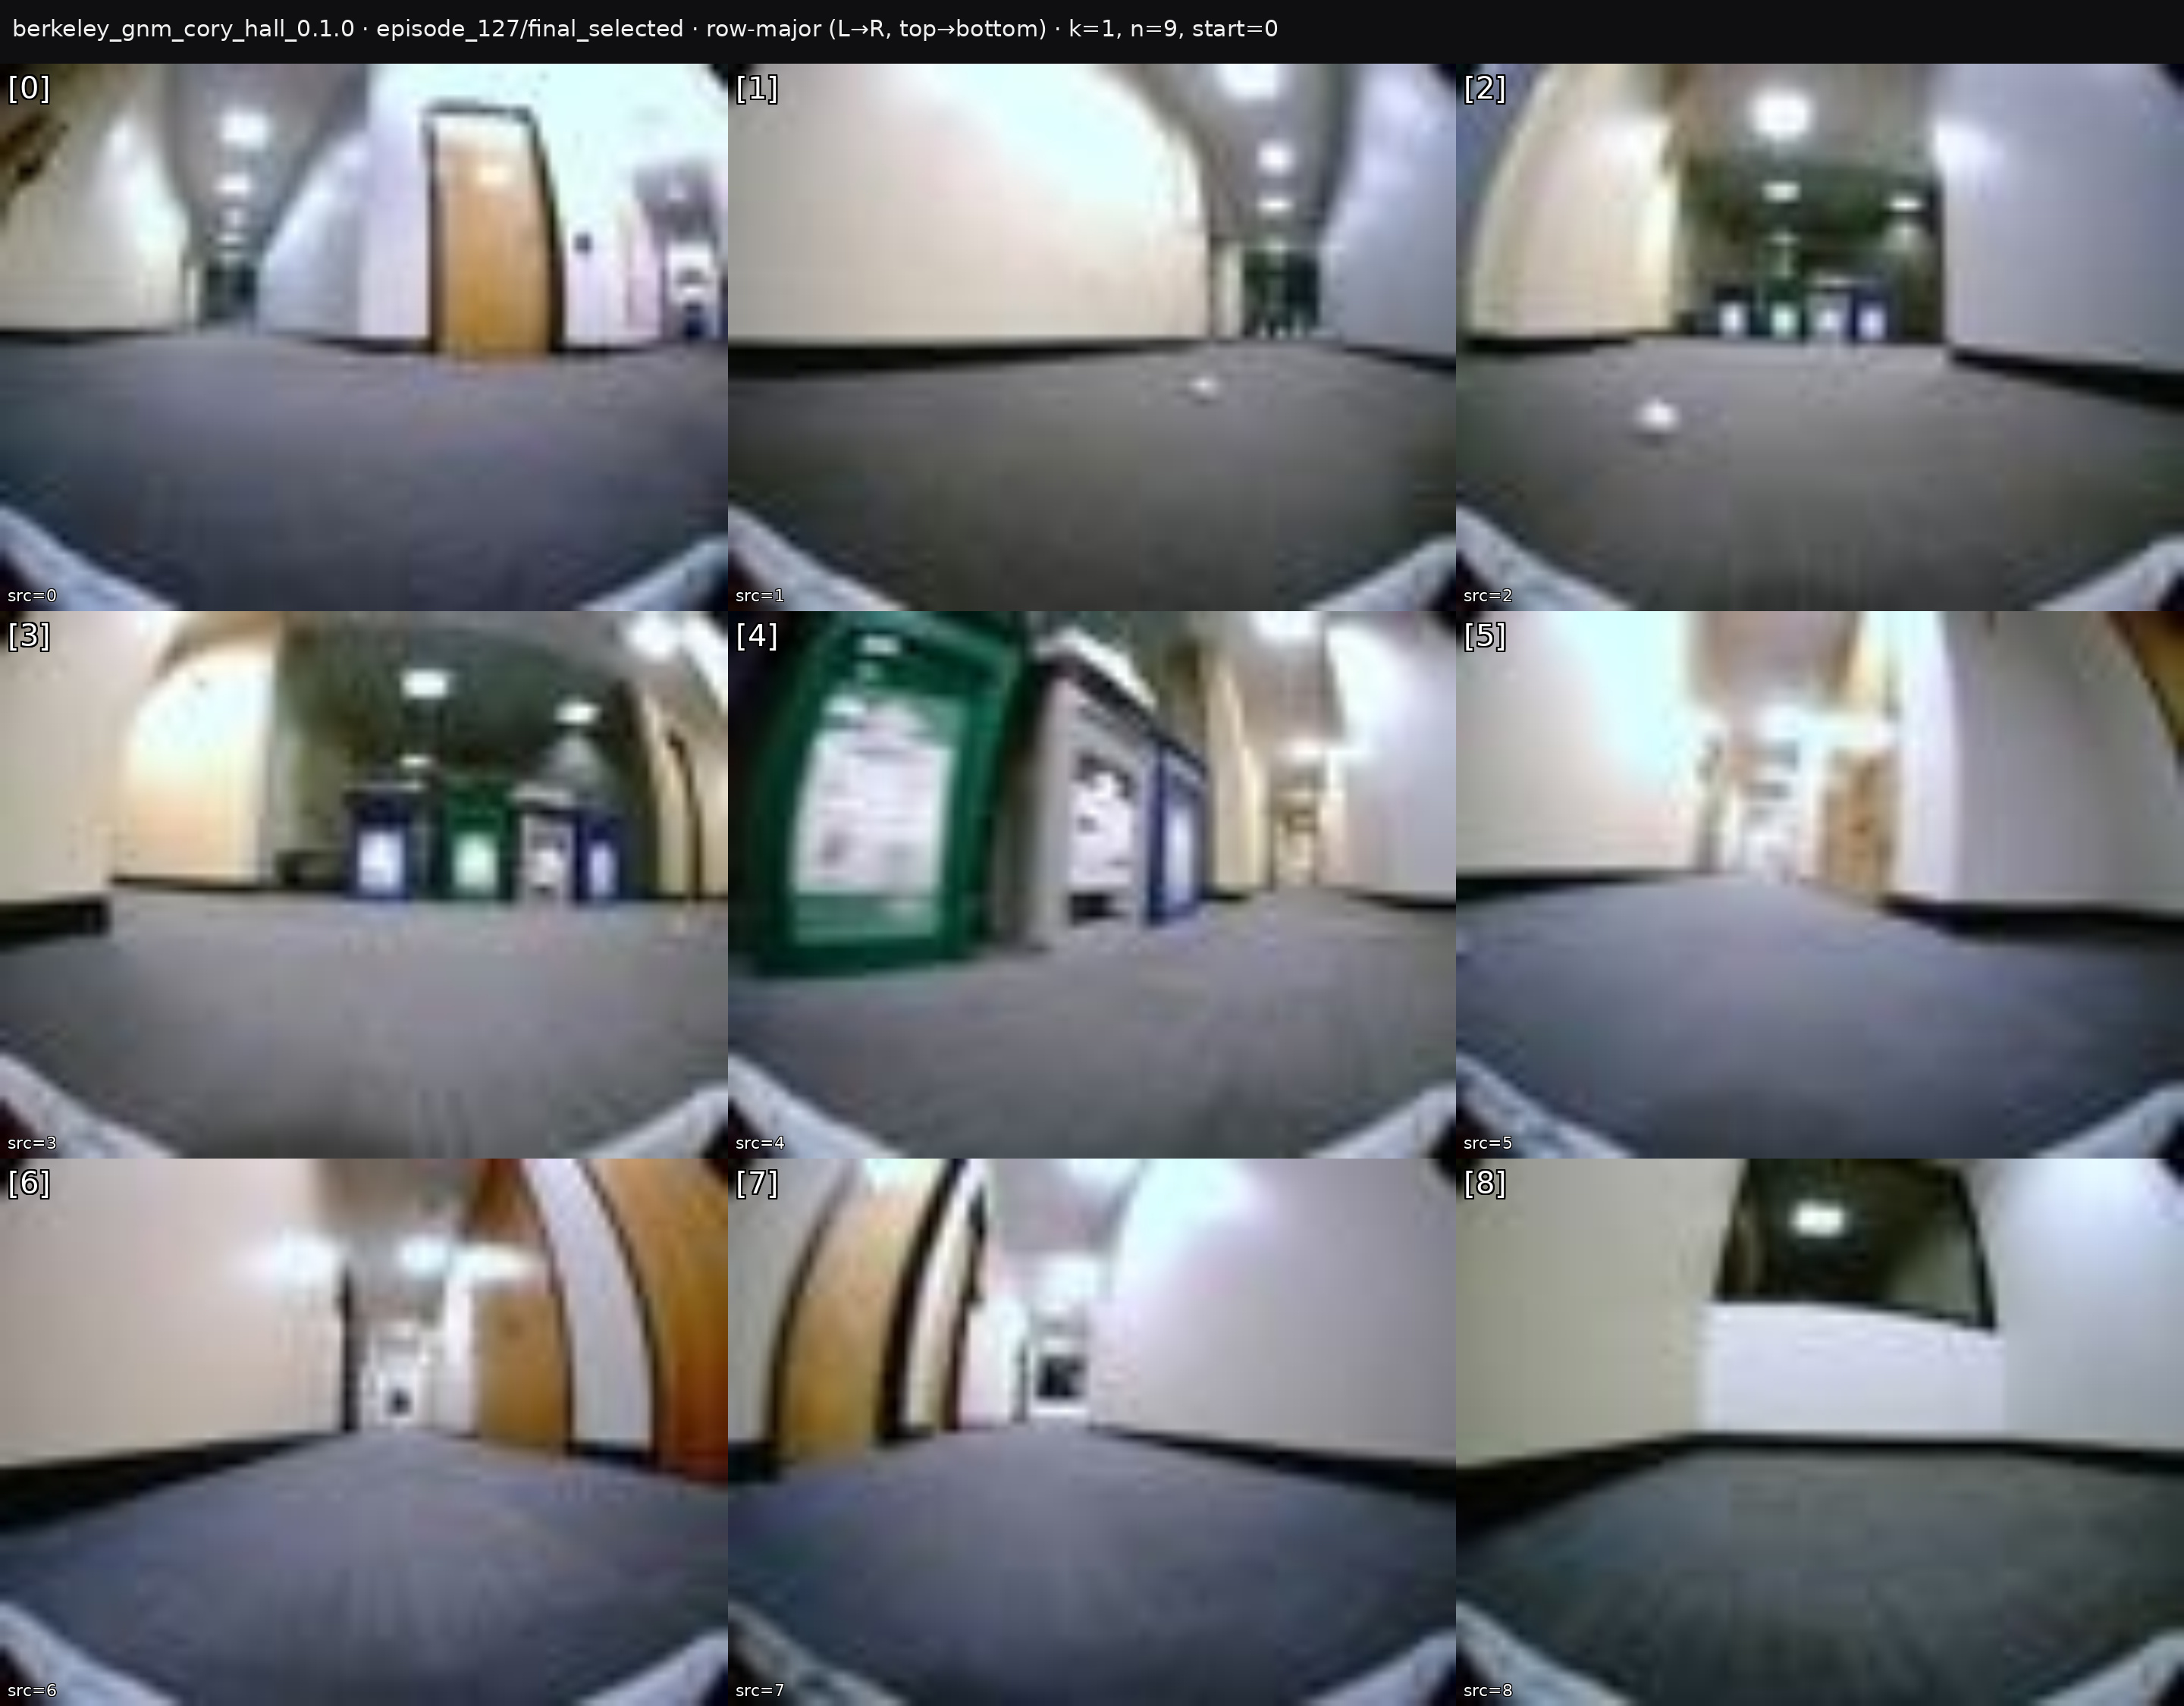 berkeley_gnm_cory_hall_0.1.0 · episode_127/final_selected · row-major (L→R, top→bottom) · k=1, n=9, start=0
[0]
[1]
[2]
src=0
src=1
src=2
[3]
[4]
[5]
src=3
src=4
src=5
[6]
[7]
[8]
src=6
src=7
src=8